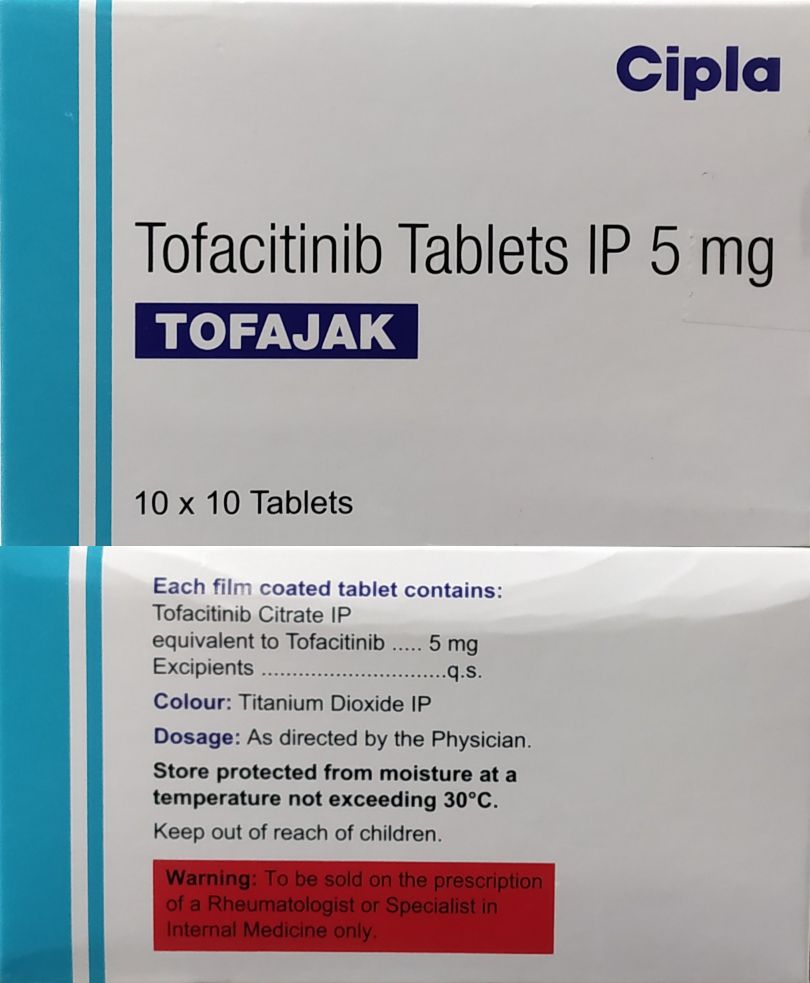 Cipla
Tofacitinib Tablets IP 5 mg
TOFAJAK
10 x 10 Tablets
Each film coated tablet contains:
Tofacitinib Citrate IP
equivalent to Tofacitinib ..... 5 mg
Excipients ..............................q.s.
Colour: Titanium Dioxide IP
Dosage: As directed by the Physician.
Store protected from moisture at a
temperature not exceeding 30°C.
Keep out of reach of children.
Warning: To be sold on the prescription
of a Rheumatologist or Specialist in
Internal Medicine only.